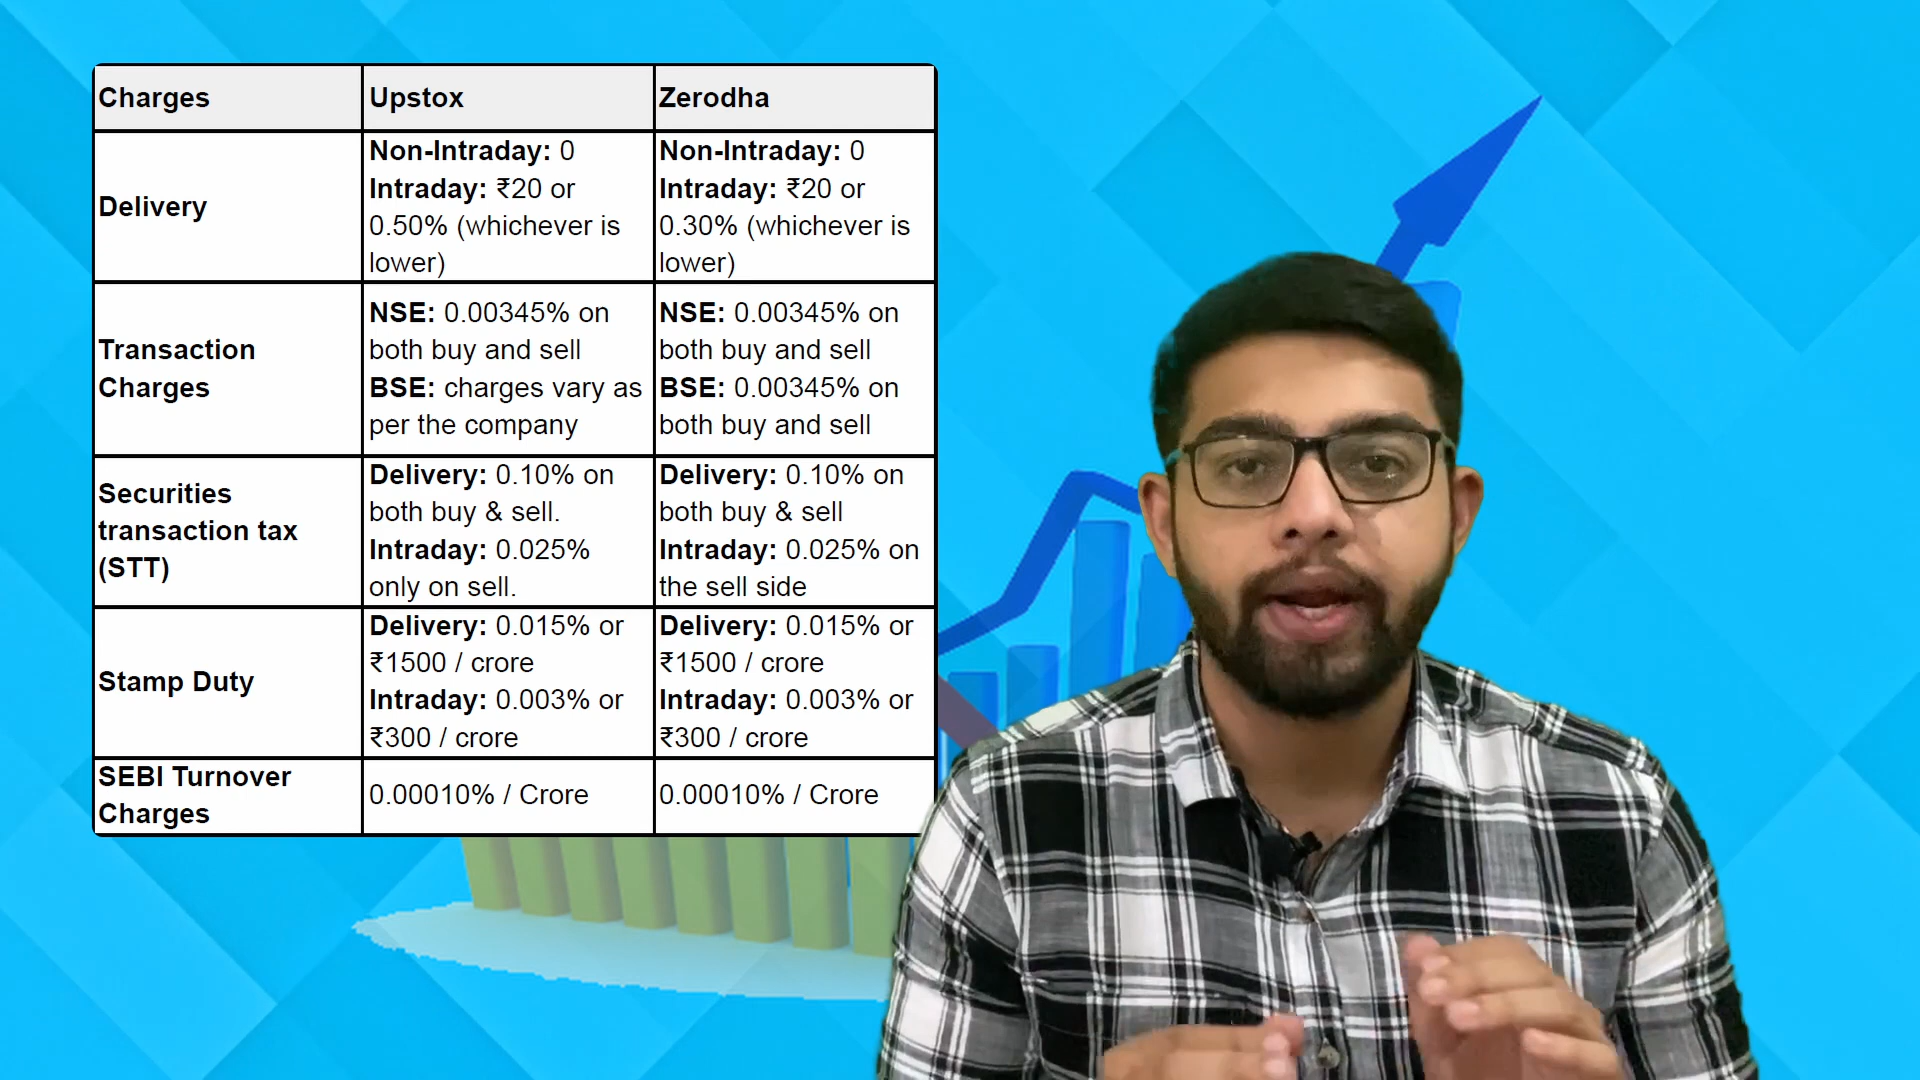 Charges
Upstox
Zerodha
Delivery
Non-Intraday: 0
Intraday: ₹20 or
0.50% (whichever is
lower)
Non-Intraday: 0
Intraday: ₹20 or
0.30% (whichever is
lower)
Transaction
Charges
NSE: 0.00345% on
both buy and sell
BSE: charges vary as
per the company
NSE: 0.00345% on
both buy and sell
BSE: 0.00345% on
both buy and sell
Securities
transaction tax
(STT)
Delivery: 0.10% on
both buy & sell.
Intraday: 0.025%
only on sell.
Delivery: 0.10% on
both buy & sell
Intraday: 0.025% on
the sell side
Stamp Duty
Delivery: 0.015% or
₹1500 / crore
Intraday: 0.003% or
₹300 / crore
Delivery: 0.015% or
₹1500 / crore
Intraday: 0.003% or
₹300 / crore
SEBI Turnover
Charges
0.00010% / Crore
0.00010% / Crore